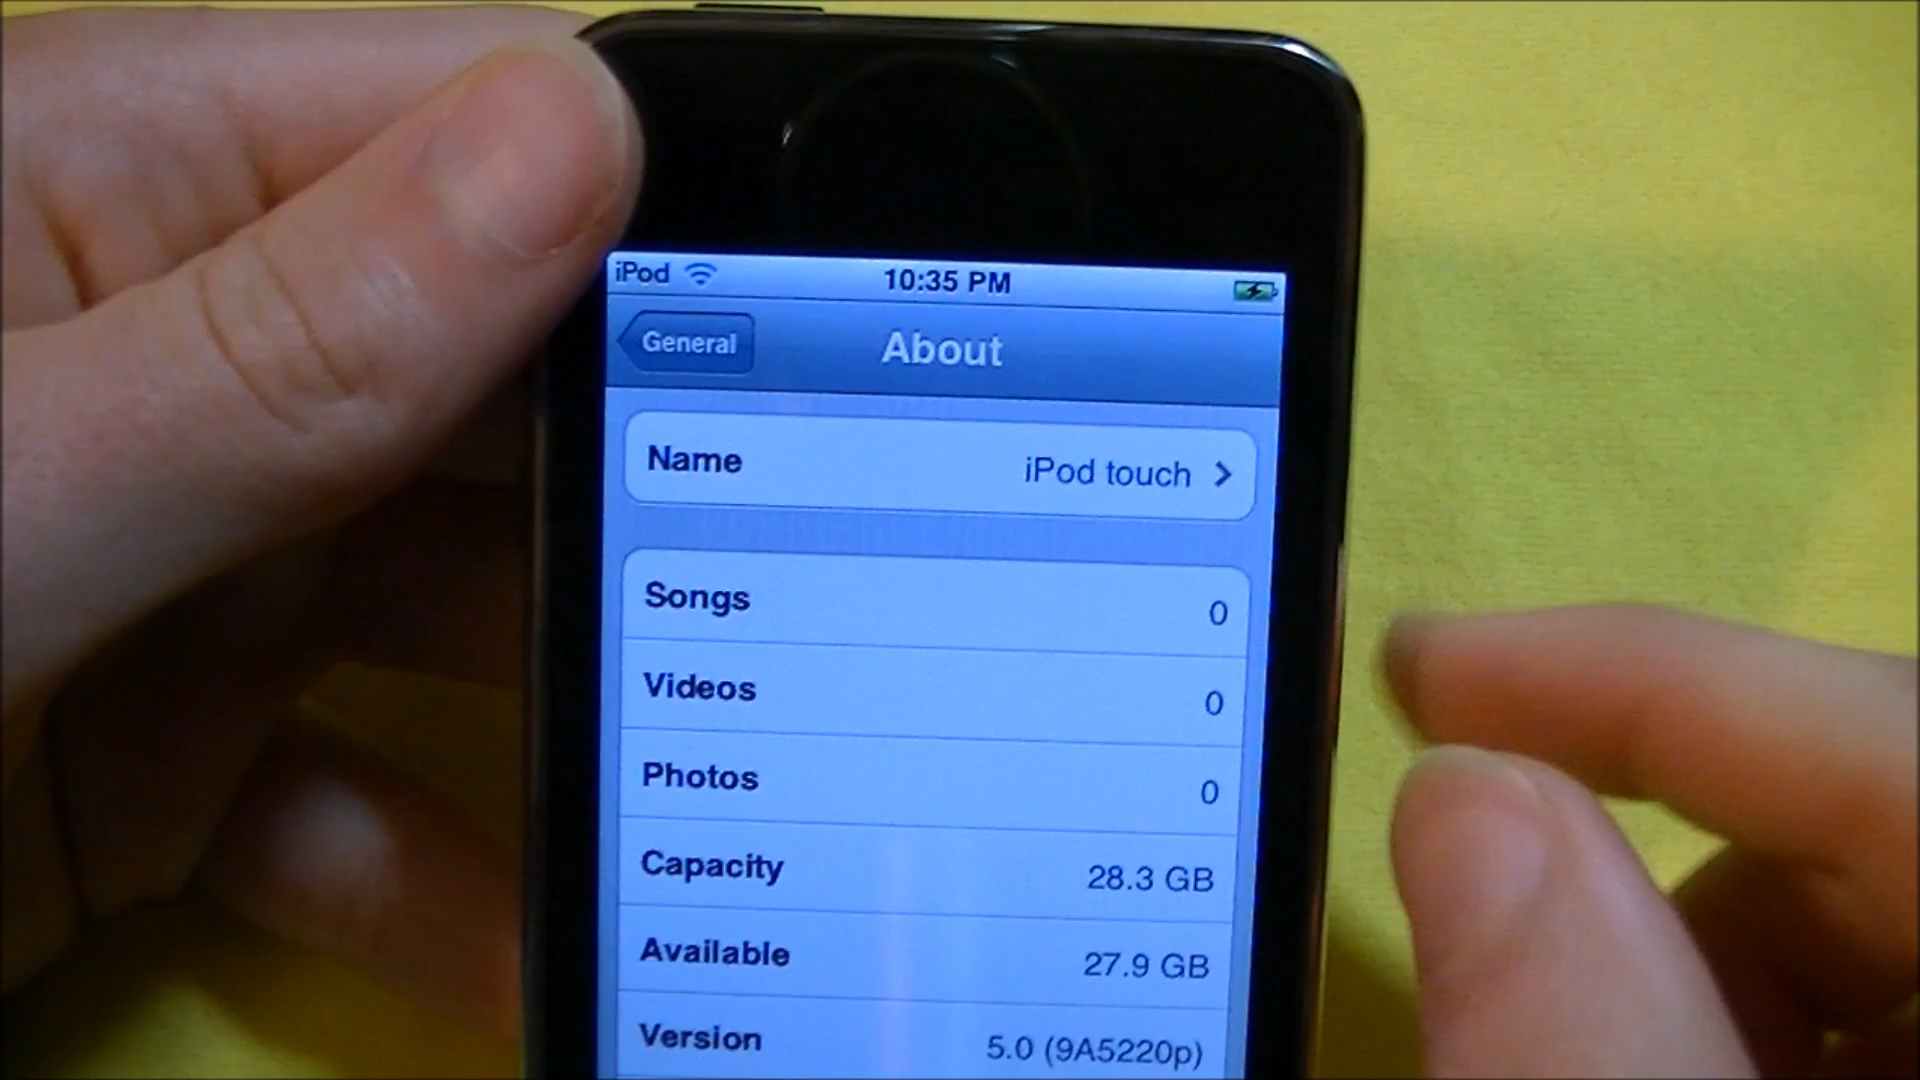 iPod 10:35 PM
General About
Name iPod touch
Songs 0
Videos 0
Photos 0
Capacity 28.3 GB
Available 27.9 GB
Version 5.0 (9A5220p)